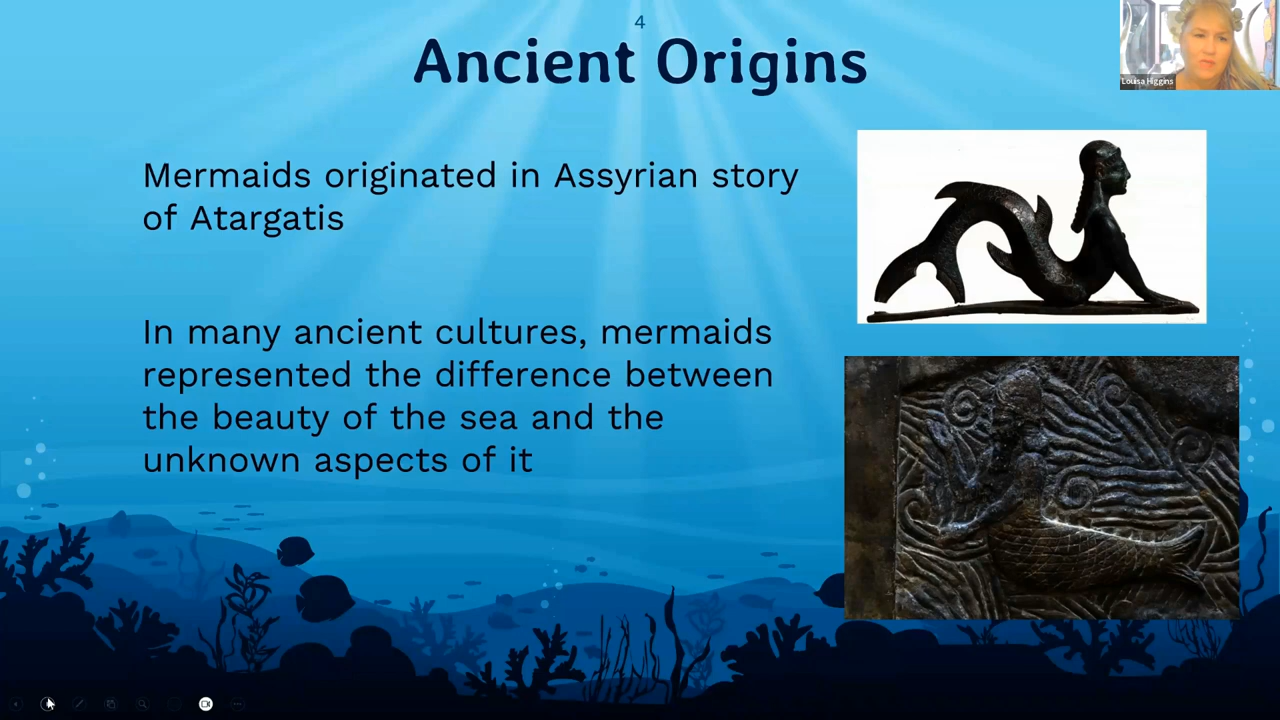 4
Ancient Origins
Louisa Higgins
Mermaids originated in Assyrian story
of Atargatis
In many ancient cultures, mermaids
represented the difference between
the beauty of the sea and the
unknown aspects of it